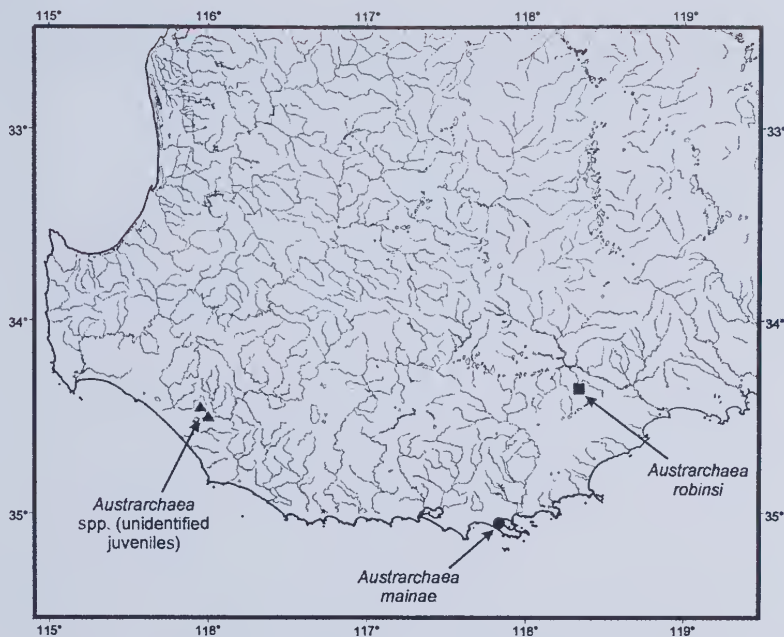 115° 116° 117° 118° 119°
33° 33°
34° 34°
Austrarchaea
robinsi
Austrarchaea
spp. (unidentified
juveniles)
35° 35°
Austrarchaea
mainae
115° 116° 117° 118° 119°